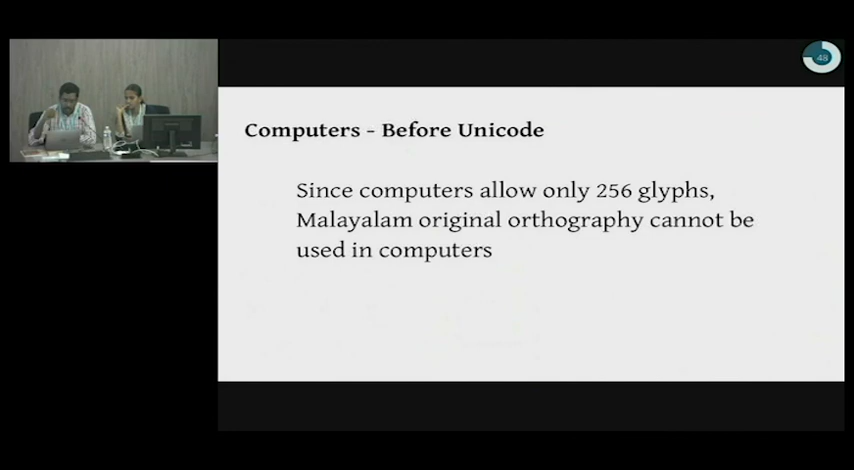 48
Computers - Before Unicode
Since computers allow only 256 glyphs,
Malayalam original orthography cannot be
used in computers